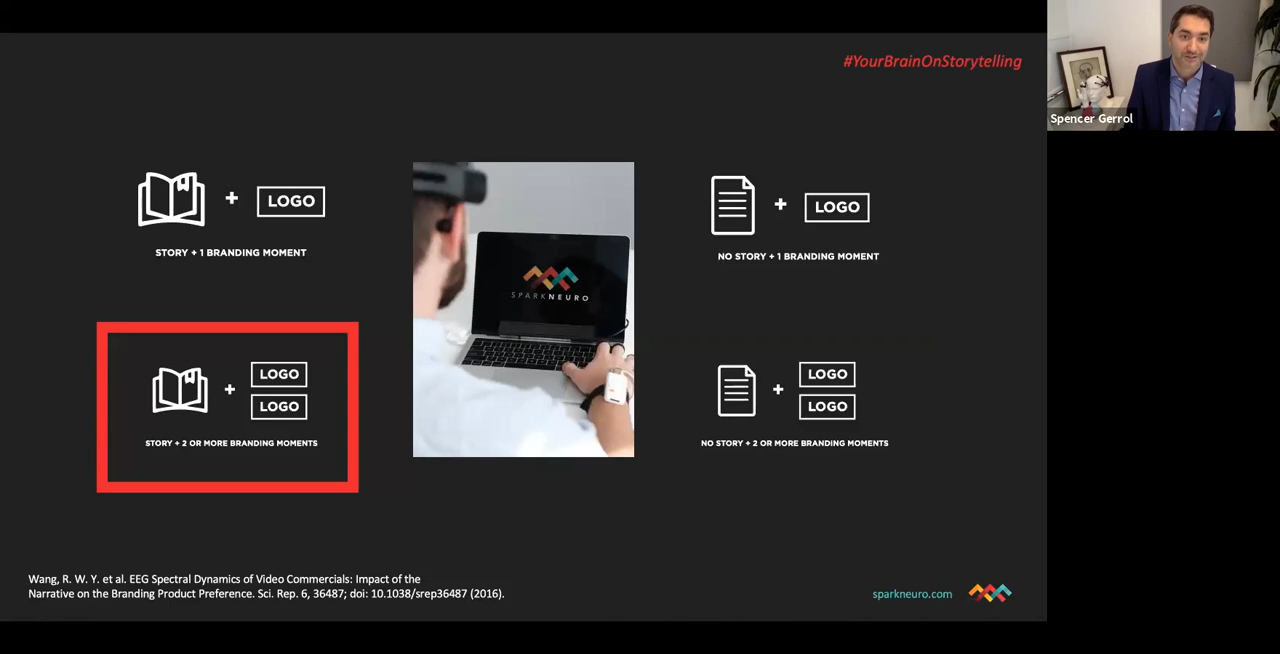 #YourBrainOnStorytelling
Spencer Gerrol
LOGO
STORY + 1 BRANDING MOMENT
SPARKNEURO
LOGO
NO STORY + 1 BRANDING MOMENT
LOGO
LOGO
STORY + 2 OR MORE BRANDING MOMENTS
LOGO
LOGO
NO STORY + 2 OR MORE BRANDING MOMENTS
Wang, R. W. Y. et al. EEG Spectral Dynamics of Video Commercials: Impact of the
Narrative on the Branding Product Preference. Sci. Rep. 6, 36487; doi: 10.1038/srep36487 (2016).
sparkneuro.com